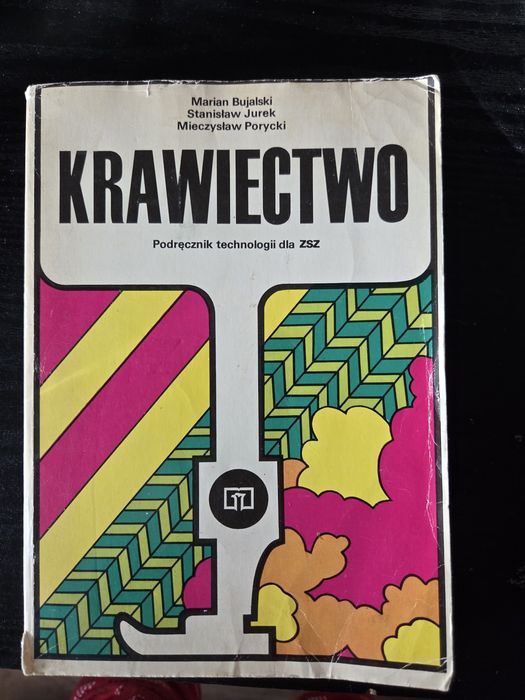 Marian Bujalski
Stanisław Jurek
Mieczysław Porycki
KRAWIECTWO
Podręcznik technologii dla ZSZ